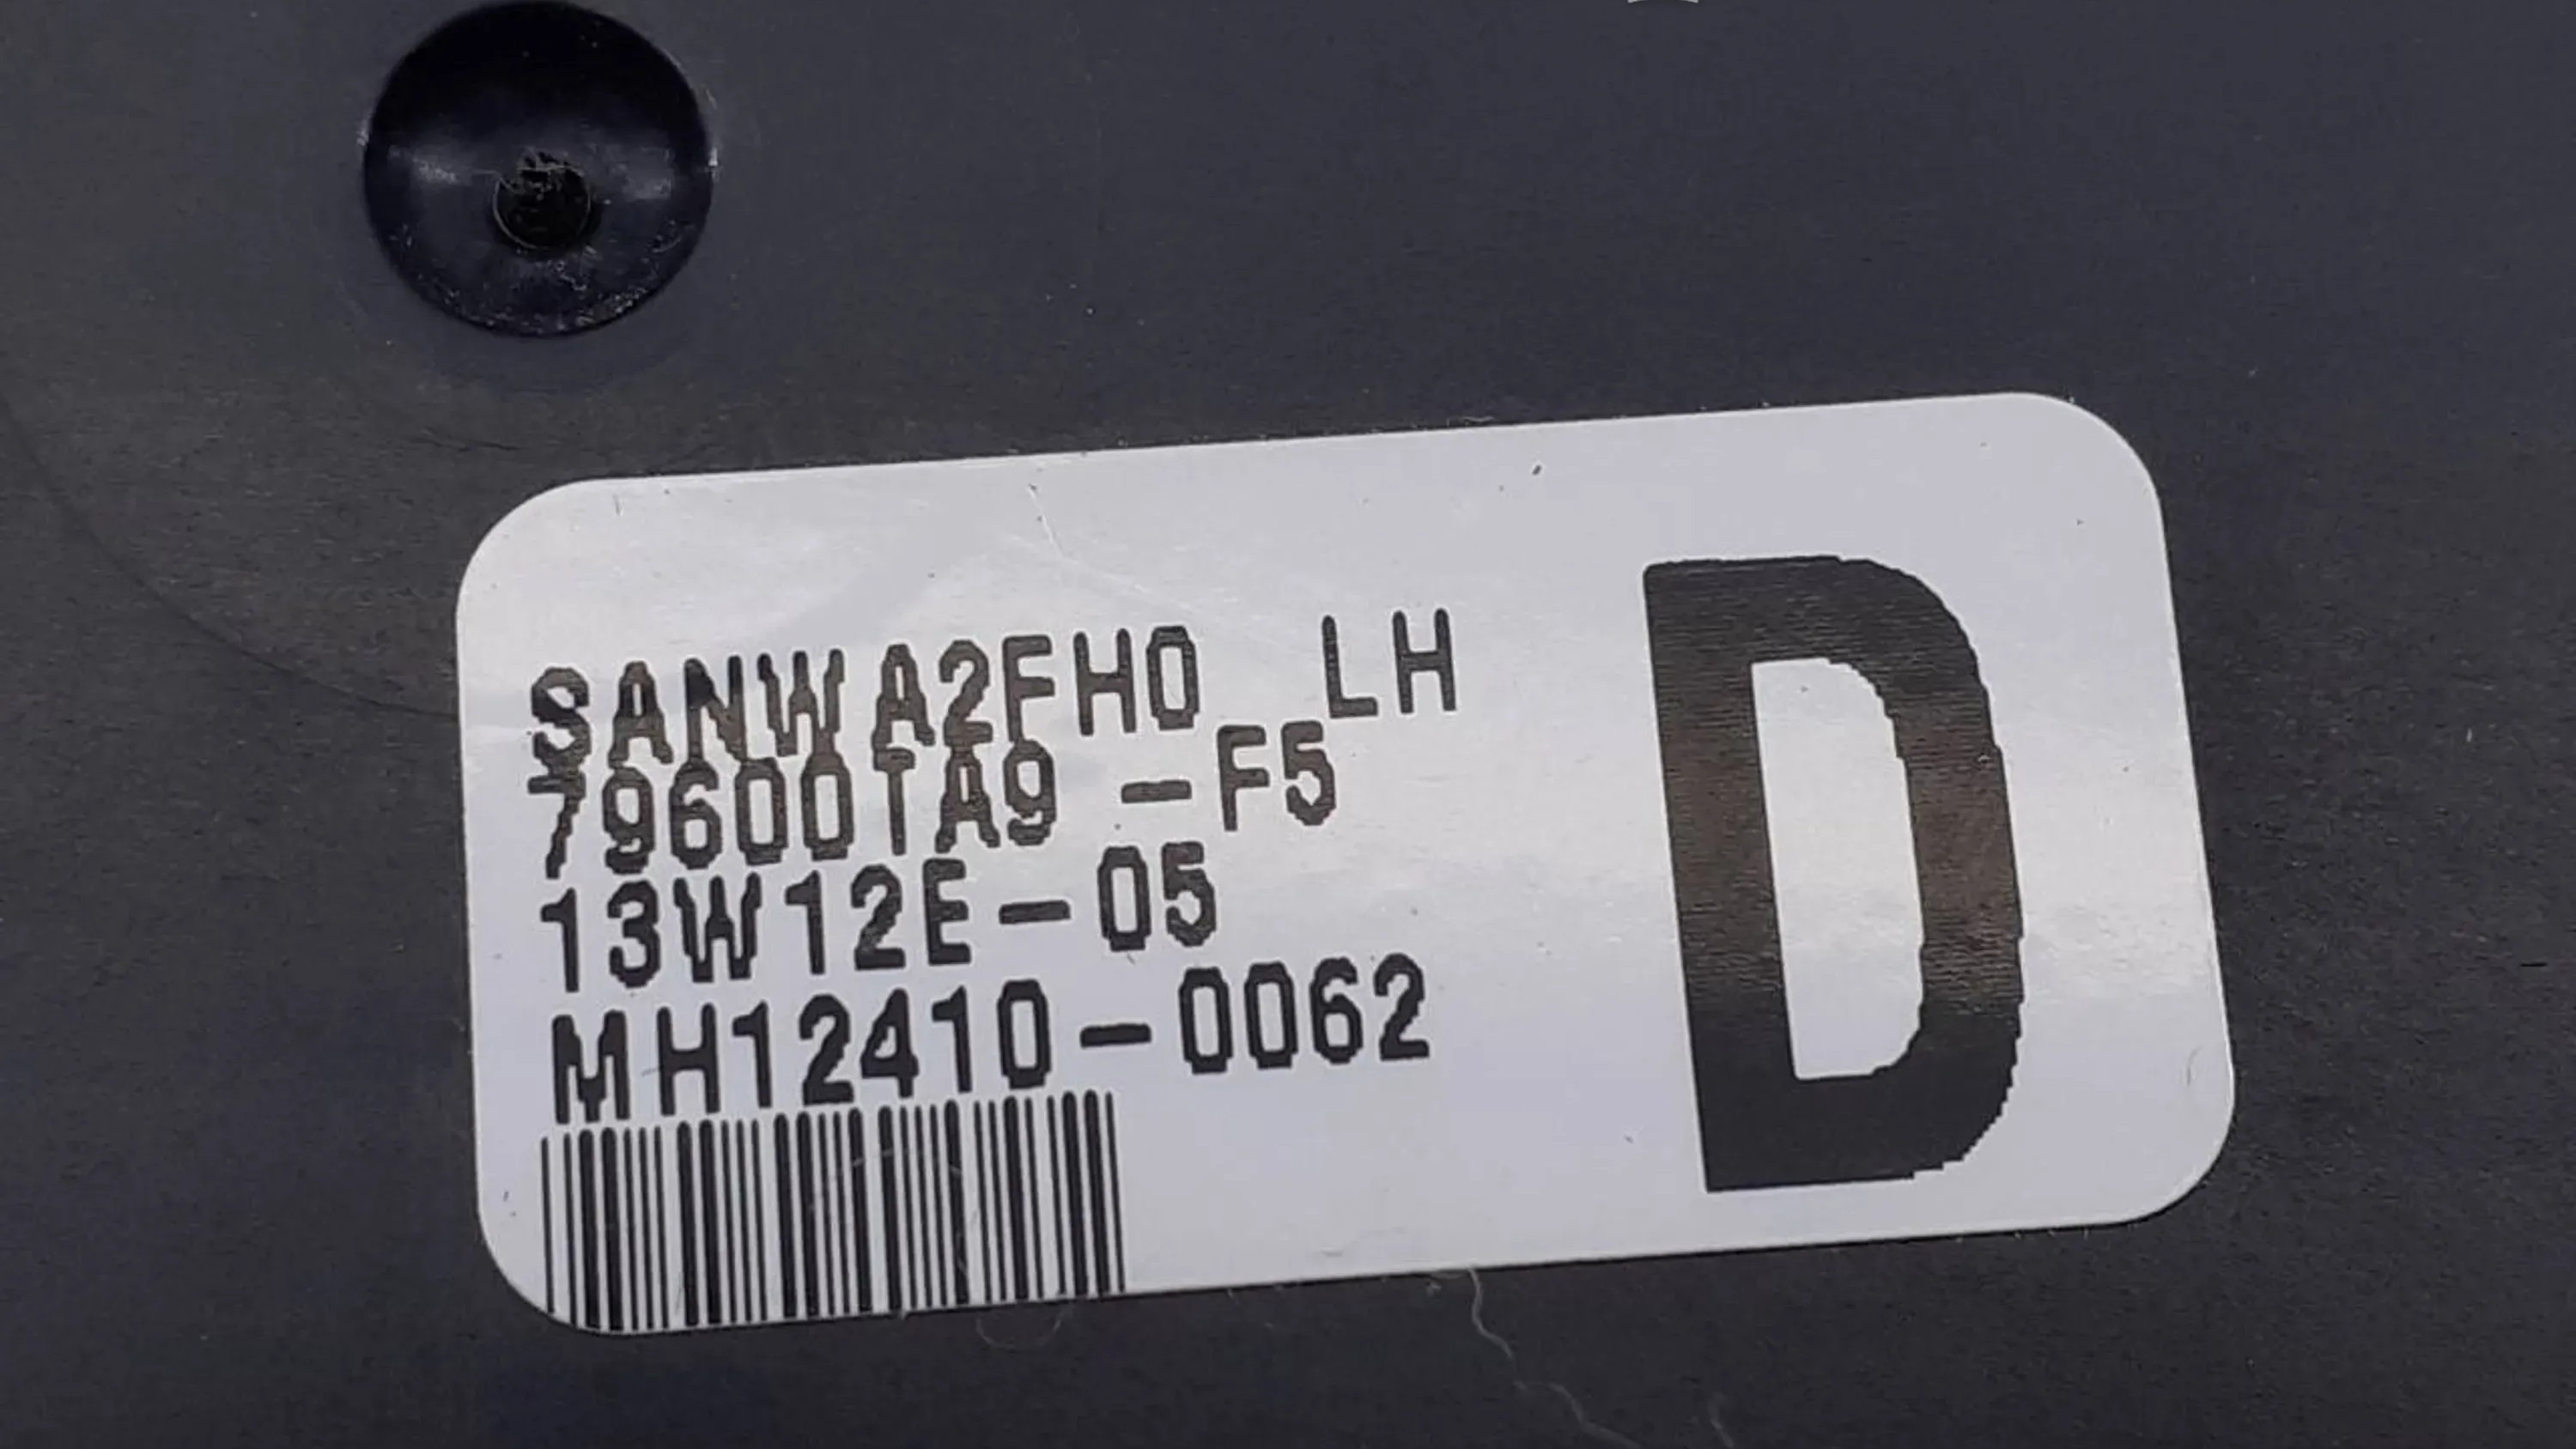 SANWA2FH0 LH
79600TA9 -F5
13W12E-05
MH12410-0062
D